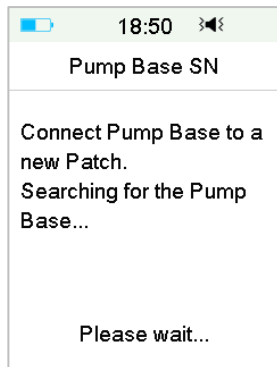 18:50
Pump Base SN
Connect Pump Base to a
new Patch.
Searching for the Pump
Base...
Please wait...